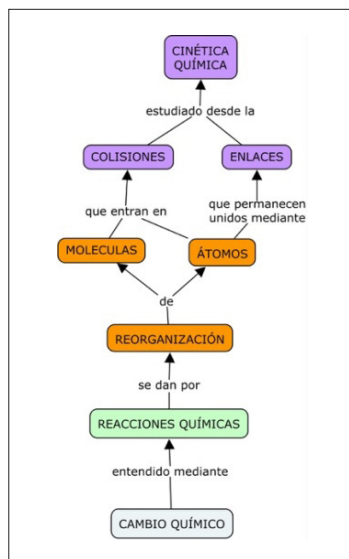 CINÉTICA
QUÍMICA
estudiado desde la
COLISIONES
ENLACES
que entran en
que permanecen
unidos mediante
MOLECULAS
ÁTOMOS
de
REORGANIZACIÓN
se dan por
REACCIONES QUÍMICAS
entendido mediante
CAMBIO QUÍMICO